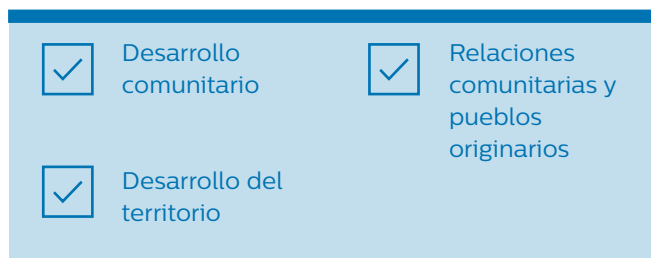 Desarrollo
comunitario
Relaciones
comunitarias y
pueblos
originarios
Desarrollo del
territorio